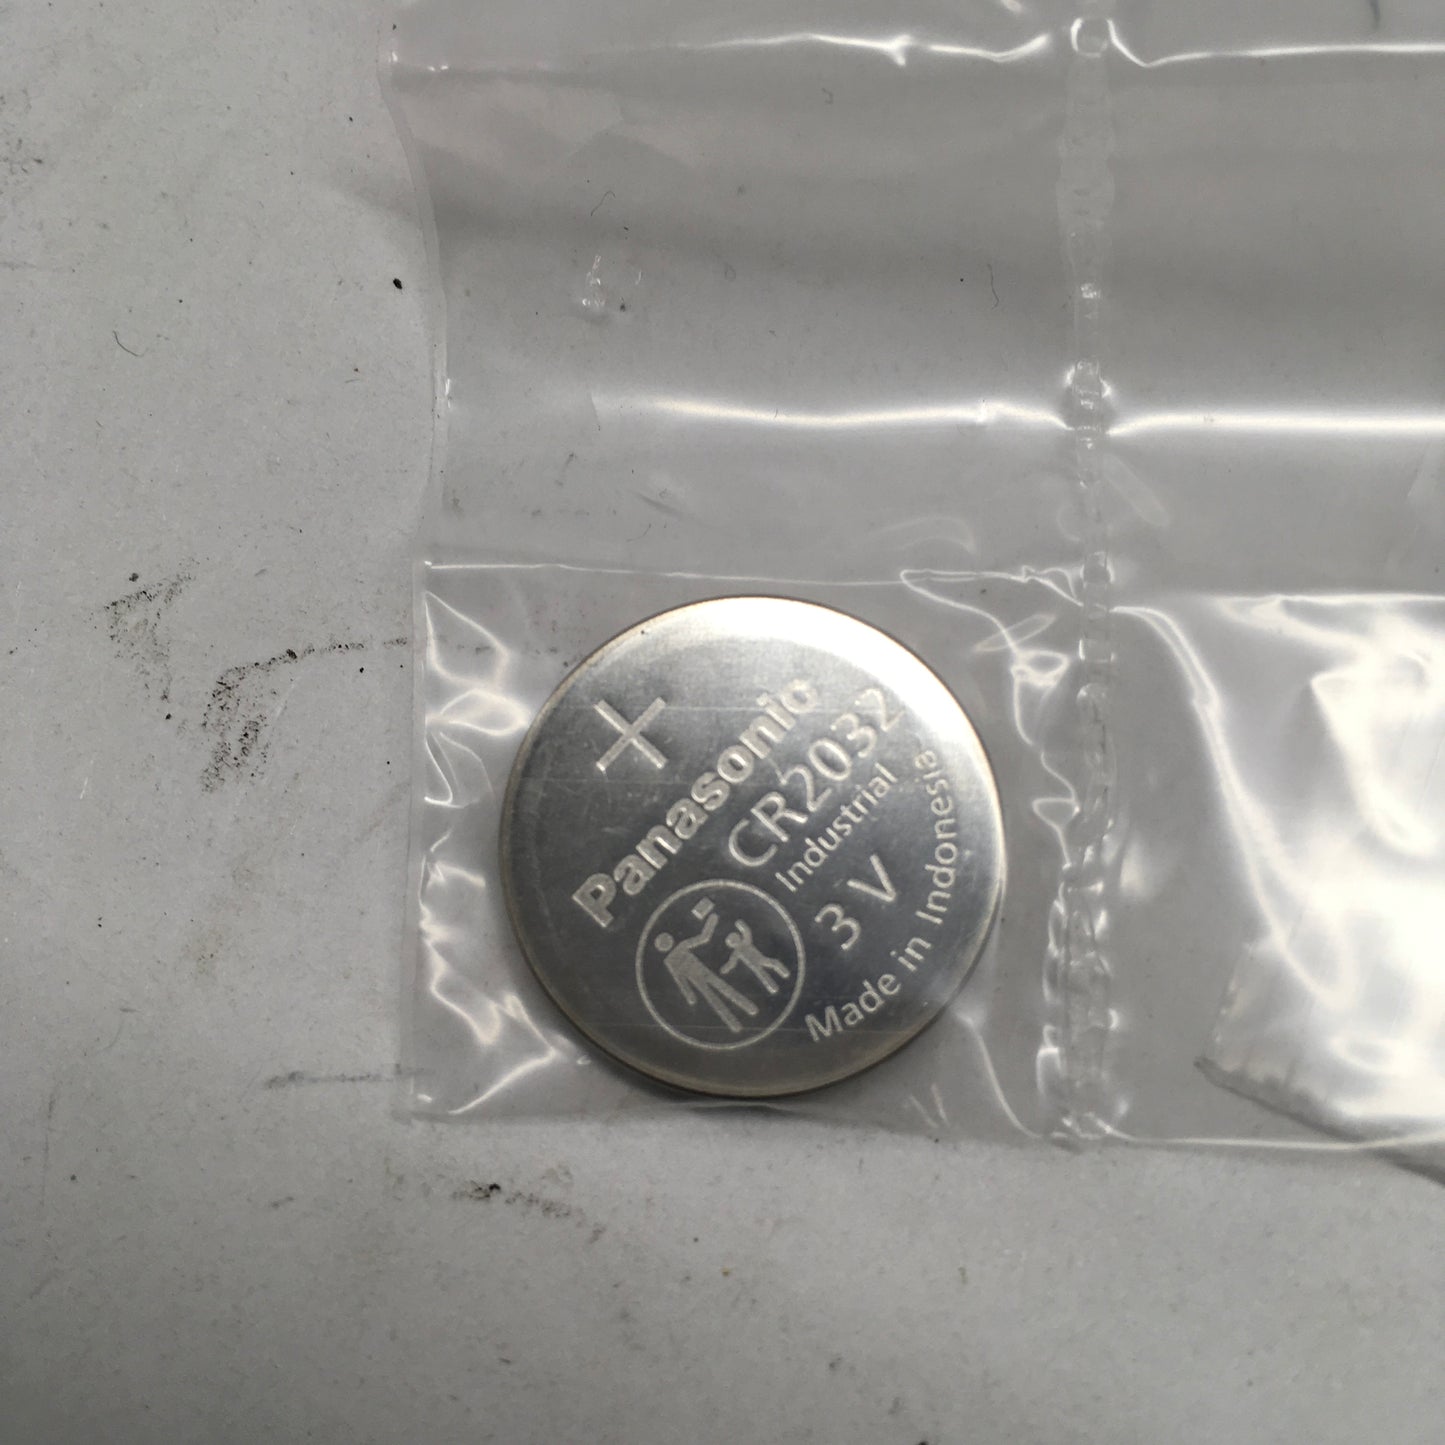 +
Panasonic
CR2032
Industrial
3 V
Made in Indonesia